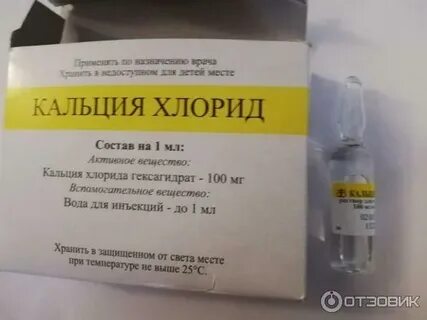 Применять по назначению врача
Хранить в недоступном для детей месте
КАЛЬЦИЯ ХЛОРИД
Состав на 1 мл:
Активное вещество:
Кальция хлорида гексагидрат - 100 мг
Вспомогательное вещество:
Вода для инъекций - до 1 мл
Хранить в защищенном от света месте
при температуре не выше 25°С.
ОТЗОВИК